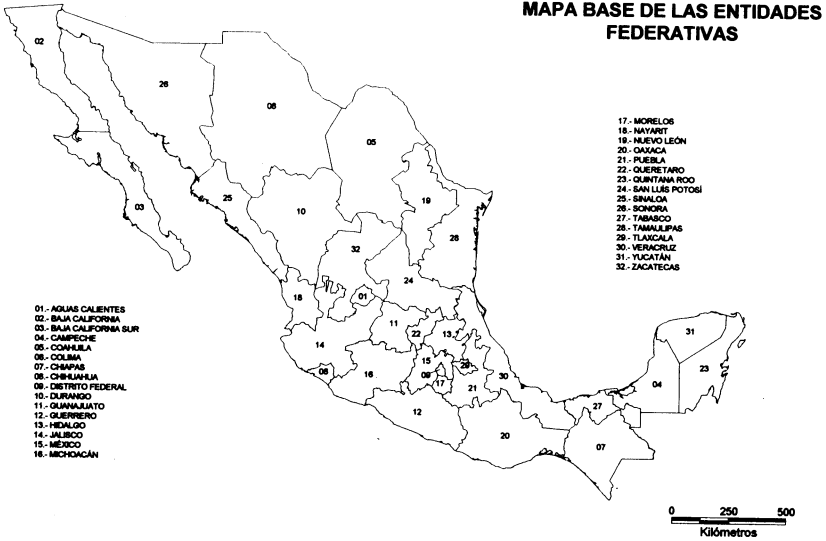 MAPA BASE DE LAS ENTIDADES
FEDERATIVAS
02
26
08
05
03
25
10
19
28
32
24
18
01
14
11
22
13
06
16
15
09
17
29
21
30
12
20
27
07
04
31
23
17.- MORELOS
18.- NAYARIT
19.- NUEVO LEÓN
20.- OAXACA
21.- PUEBLA
22.- QUERETARO
23.- QUINTANA ROO
24.- SAN LUÍS POTOSÍ
25.- SINALOA
26.- SONORA
27.- TABASCO
28.- TAMAULIPAS
29.- TLAXCALA
30.- VERACRUZ
31.- YUCATÁN
32.- ZACATECAS
01.- AGUAS CALIENTES
02.- BAJA CALIFORNIA
03.- BAJA CALIFORNIA SUR
04.- CAMPECHE
05.- COAHUILA
06.- COLIMA
07.- CHIAPAS
08.- CHIHUAHUA
09.- DISTRITO FEDERAL
10.- DURANGO
11.- GUANAJUATO
12.- GUERRERO
13.- HIDALGO
14.- JALISCO
15.- MÉXICO
16.- MICHOACÁN
0 250 500
Kilómetros